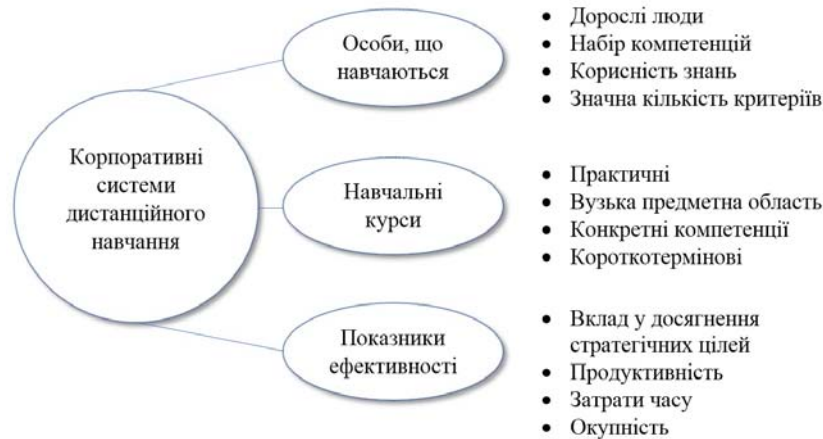 Корпоративні
системи
дистанційного
навчання
Особи, що
навчаються
• Дорослі люди
• Набір компетенцій
• Корисність знань
• Значна кількість критеріїв
Навчальні
курси
• Практичні
• Вузька предметна область
• Конкретні компетенції
• Короткотермінові
Показники
ефективності
• Вклад у досягнення
стратегічних цілей
• Продуктивність
• Затрати часу
• Окупність